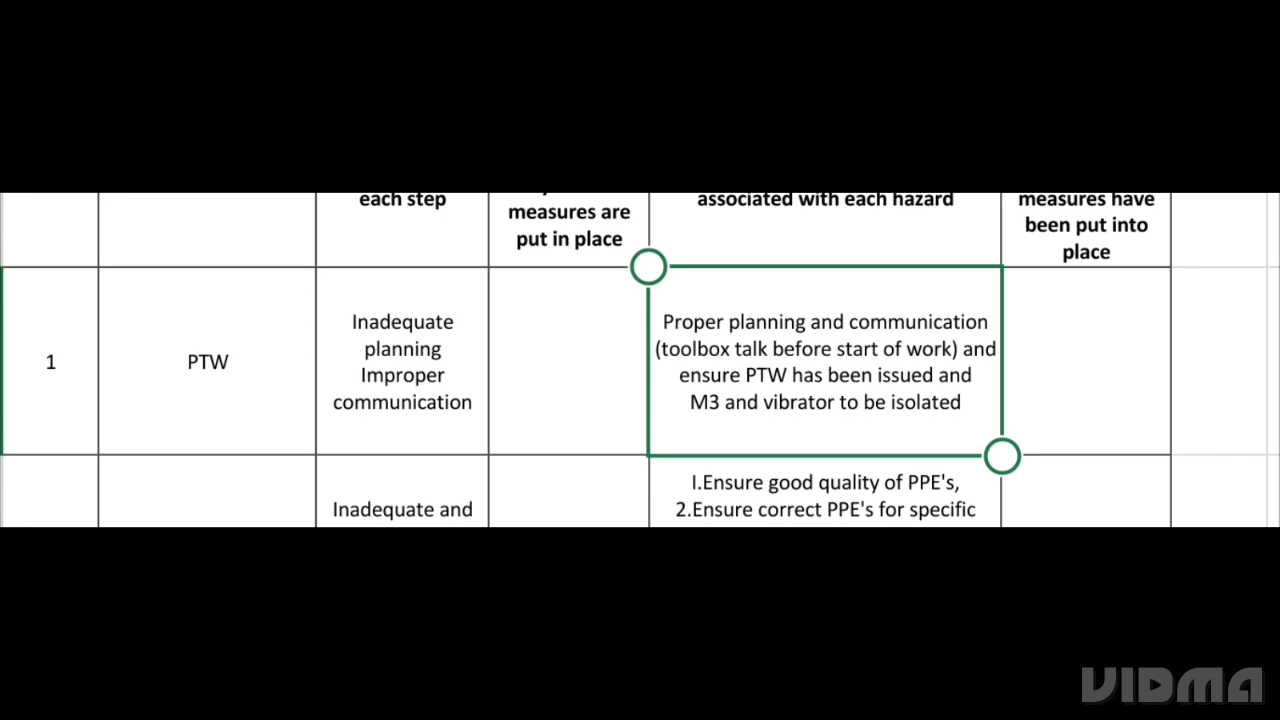 each step
measures are
put in place
associated with each hazard
measures have
been put into
place
1
PTW
Inadequate
planning
Improper
communication
Proper planning and communication
(toolbox talk before start of work) and
ensure PTW has been issued and
M3 and vibrator to be isolated
Inadequate and
I.Ensure good quality of PPE's,
2.Ensure correct PPE's for specific
VIDMA